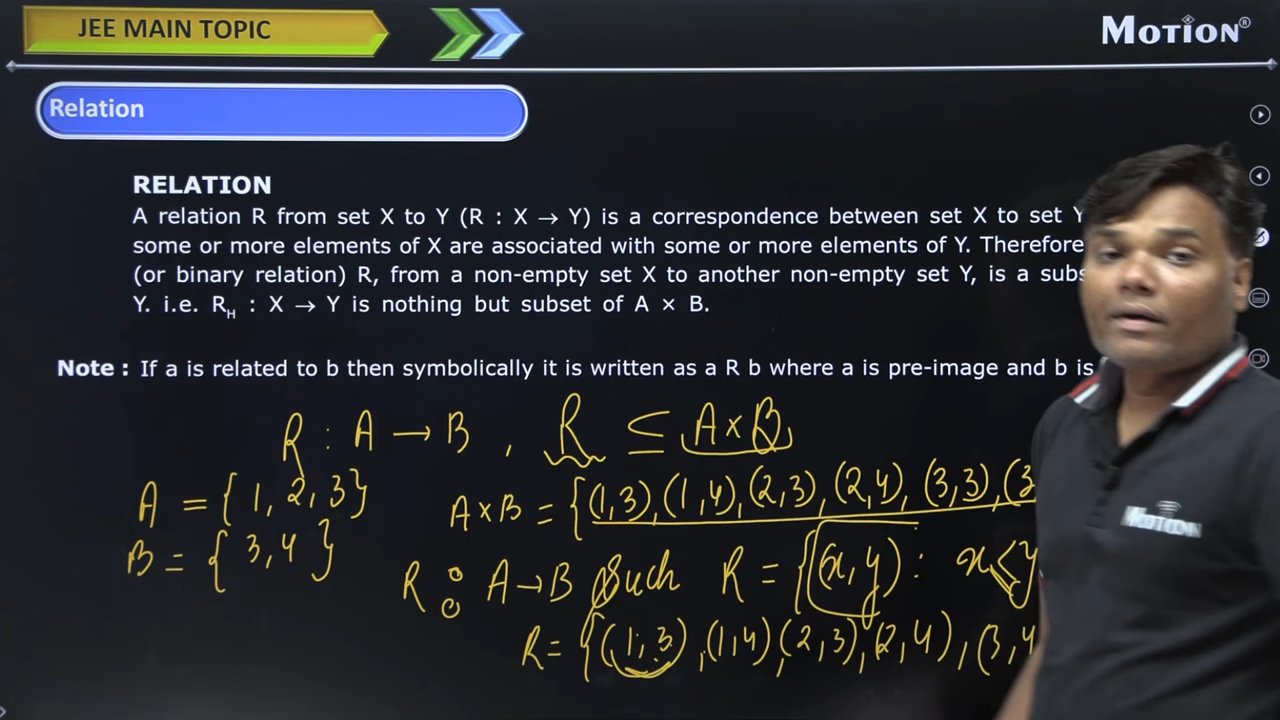 JEE MAIN TOPIC
MOTION®
Relation
RELATION
A relation R from set X to Y (R : X → Y) is a correspondence between set X to set Y
some or more elements of X are associated with some or more elements of Y. Therefore
(or binary relation) R, from a non-empty set X to another non-empty set Y, is a subs
Y. i.e. R_H : X → Y is nothing but subset of A × B.
Note : If a is related to b then symbolically it is written as a R b where a is pre-image and b is
R : A → B , R ⊆ A×B
A = {1, 2, 3}
A×B = {(1,3),(1,4),(2,3),(2,4), (3,3),(3
B = {3,4}
R : A→B Such R = {(x,y) : x<y
R= {(1,3),(1,4)(2,3),(2,4),(3,4
MOTION